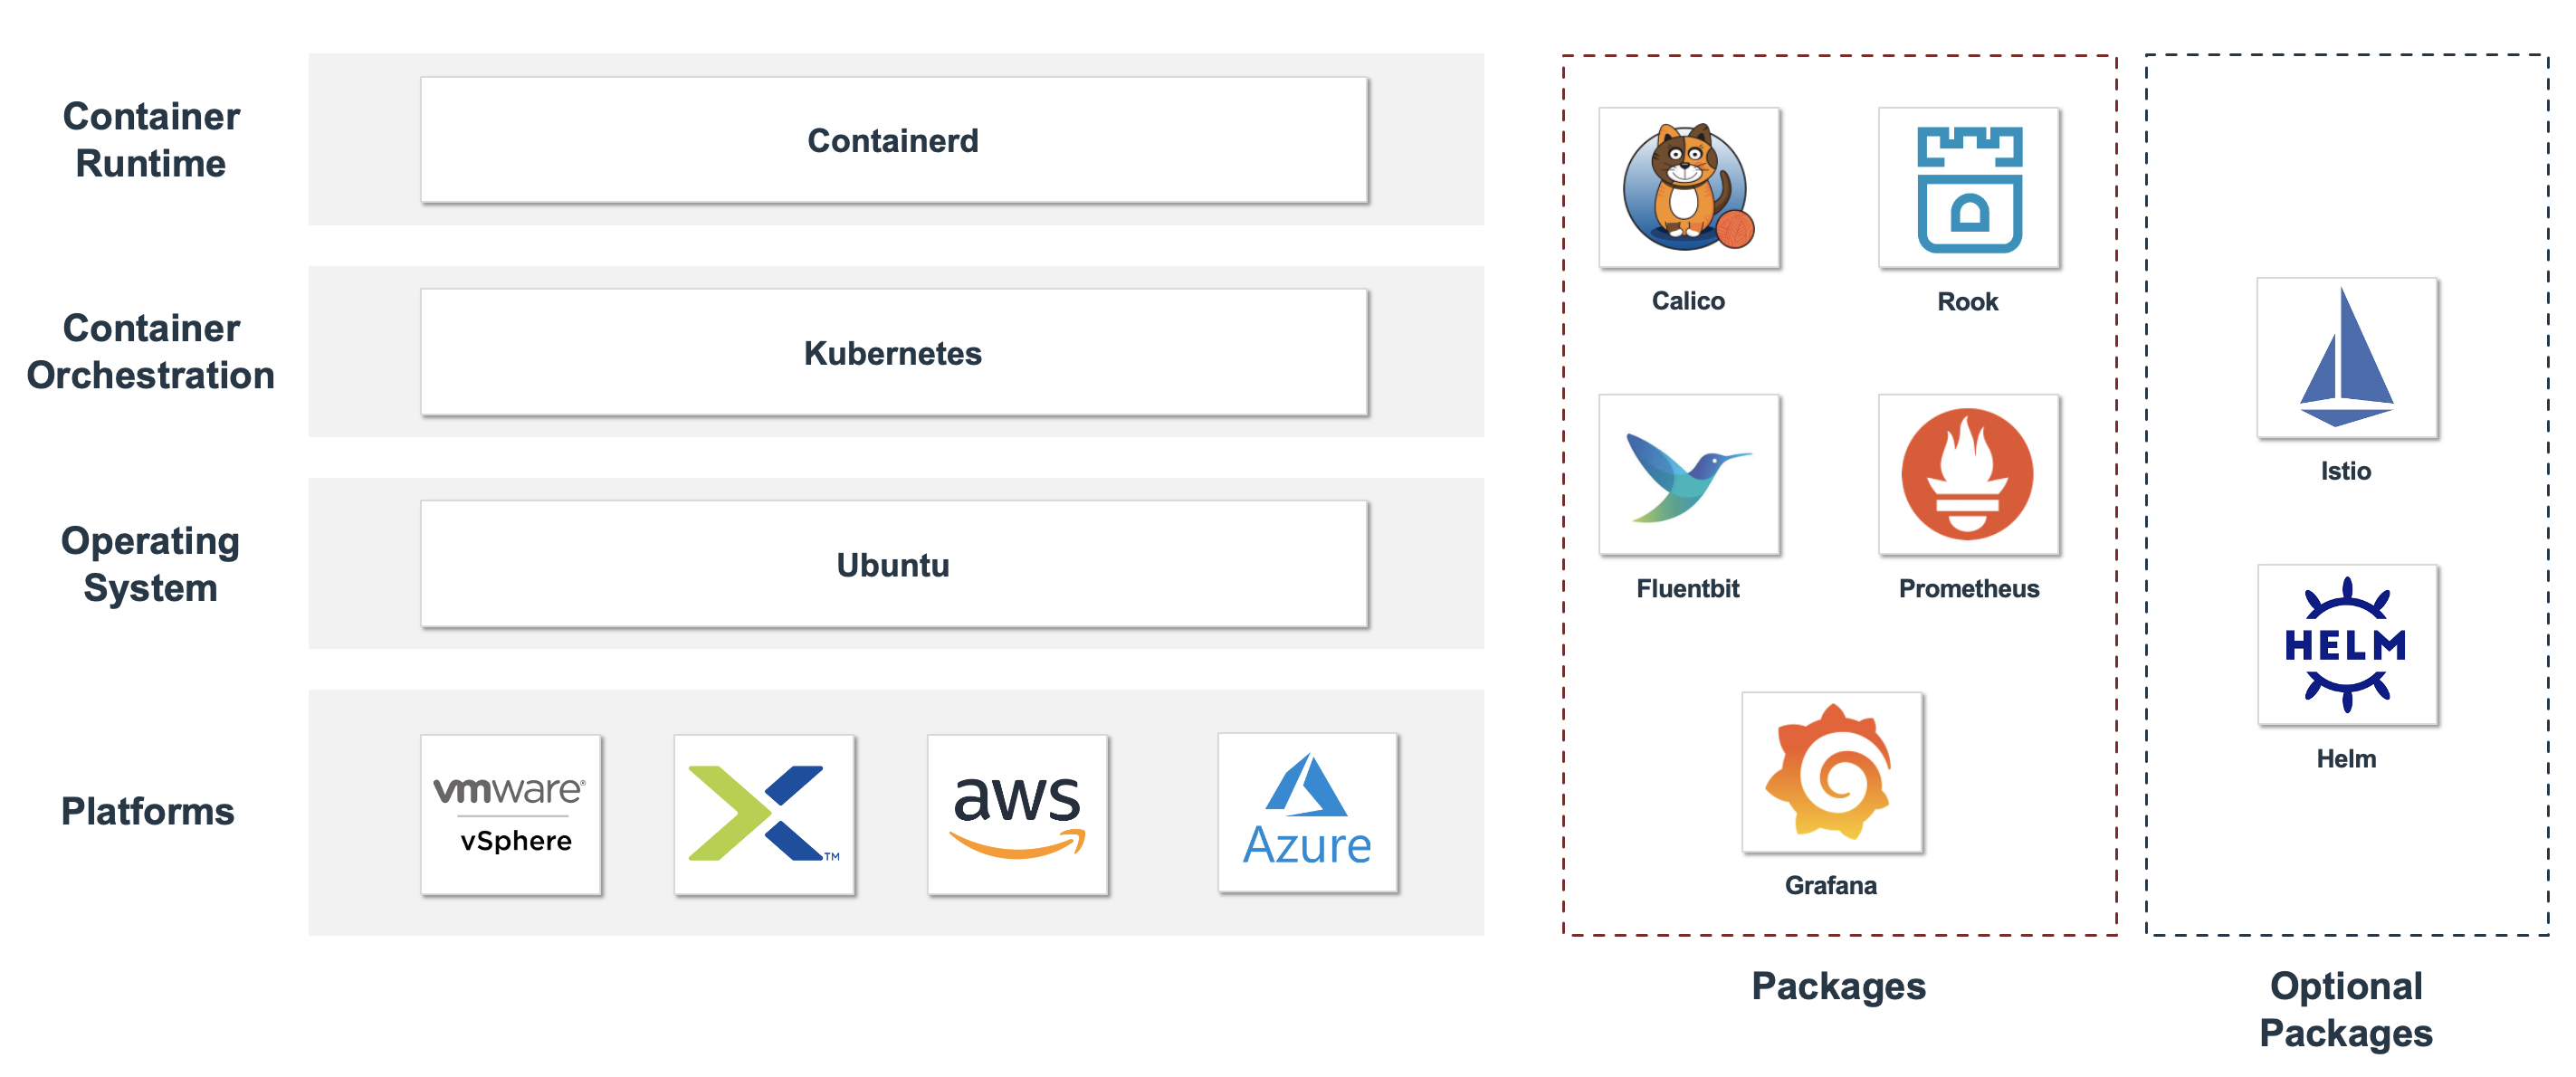 Container
Runtime
Containerd
Container
Orchestration
Kubernetes
Operating
System
Ubuntu
Platforms
vmware®
vSphere
TM
aws
Azure
Calico
Rook
Fluentbit
Prometheus
Grafana
Packages
Istio
HELM
Helm
Optional
Packages